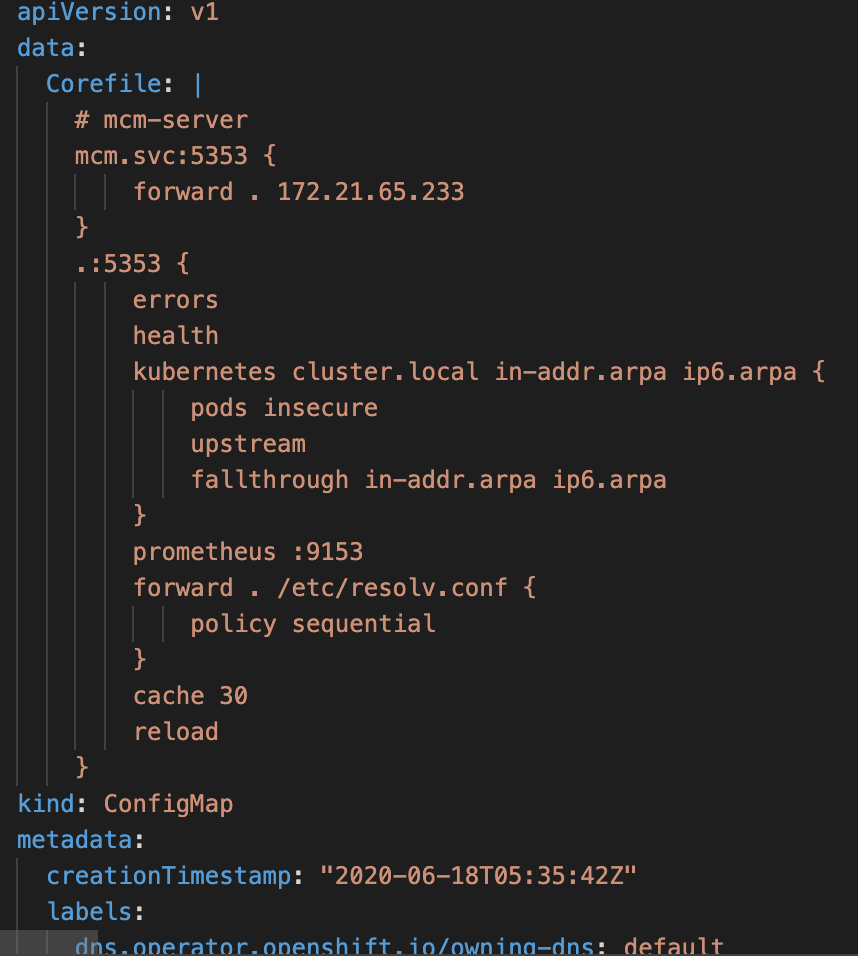 apiVersion: v1
data:
Corefile: |
# mcm-server
mcm.svc:5353 {
forward . 172.21.65.233
}
.:5353 {
errors
health
kubernetes cluster.local in-addr.arpa ip6.arpa {
pods insecure
upstream
fallthrough in-addr.arpa ip6.arpa
}
prometheus :9153
forward . /etc/resolv.conf {
policy sequential
}
cache 30
reload
}
kind: ConfigMap
metadata:
creationTimestamp: "2020-06-18T05:35:42Z"
labels:
dns.operator.openshift.io/owning-dns: default